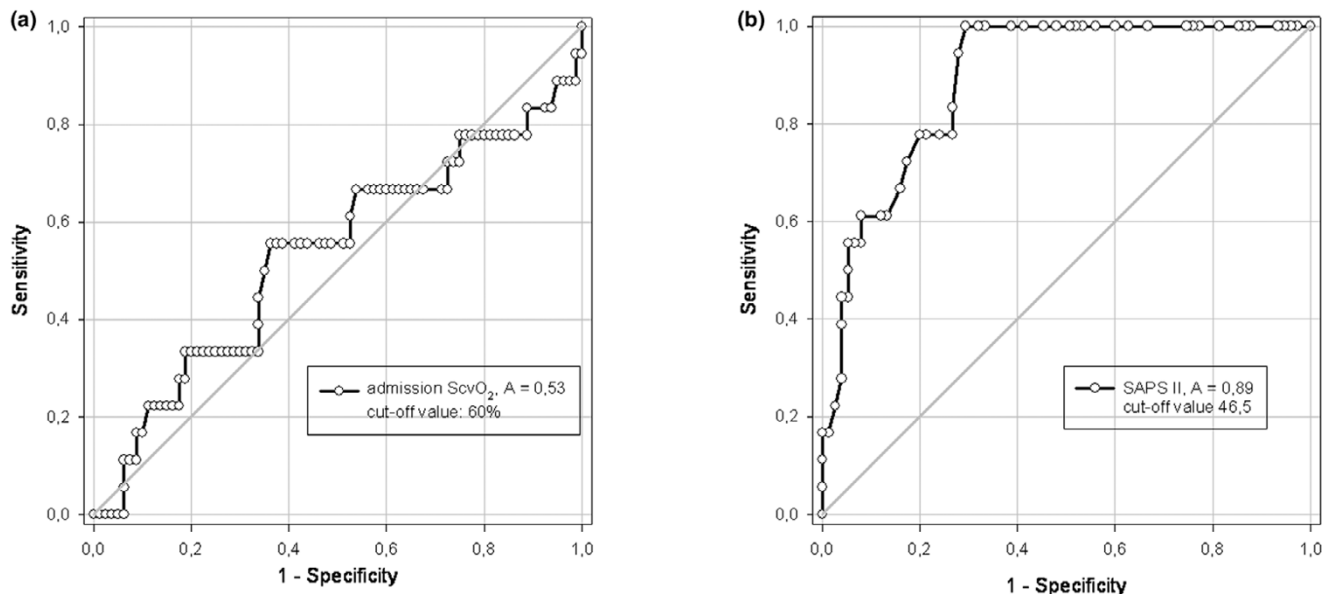 (a)
1,0
0,8
0,6
0,4
0,2
0,0
Sensitivity
admission ScvO₂, A = 0,53
cut-off value: 60%
0,0 0,2 0,4 0,6 0,8 1,0
1 - Specificity
(b)
1,0
0,8
0,6
0,4
0,2
0,0
Sensitivity
SAPS II, A = 0,89
cut-off value 46,5
0,0 0,2 0,4 0,6 0,8 1,0
1 - Specificity